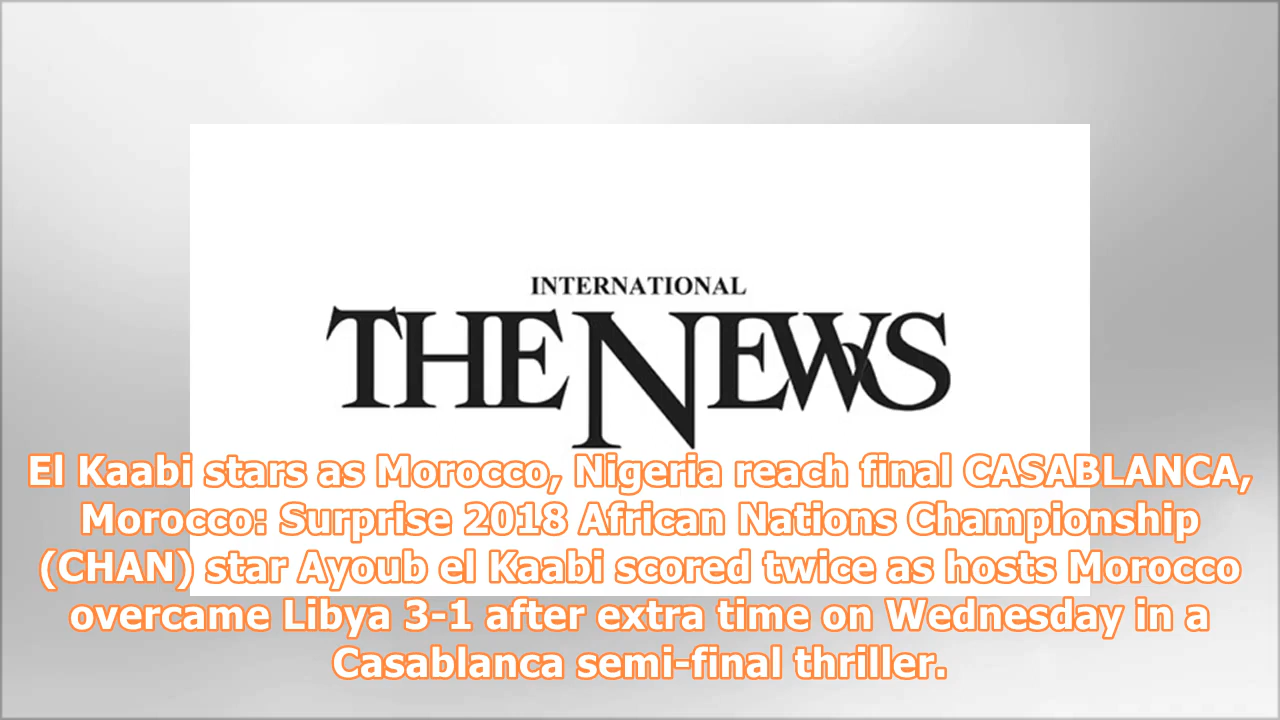 INTERNATIONAL
THE NEWS
El Kaabi stars as Morocco, Nigeria reach final CASABLANCA,
Morocco: Surprise 2018 African Nations Championship
(CHAN) star Ayoub el Kaabi scored twice as hosts Morocco
overcame Libya 3-1 after extra time on Wednesday in a
Casablanca semi-final thriller.